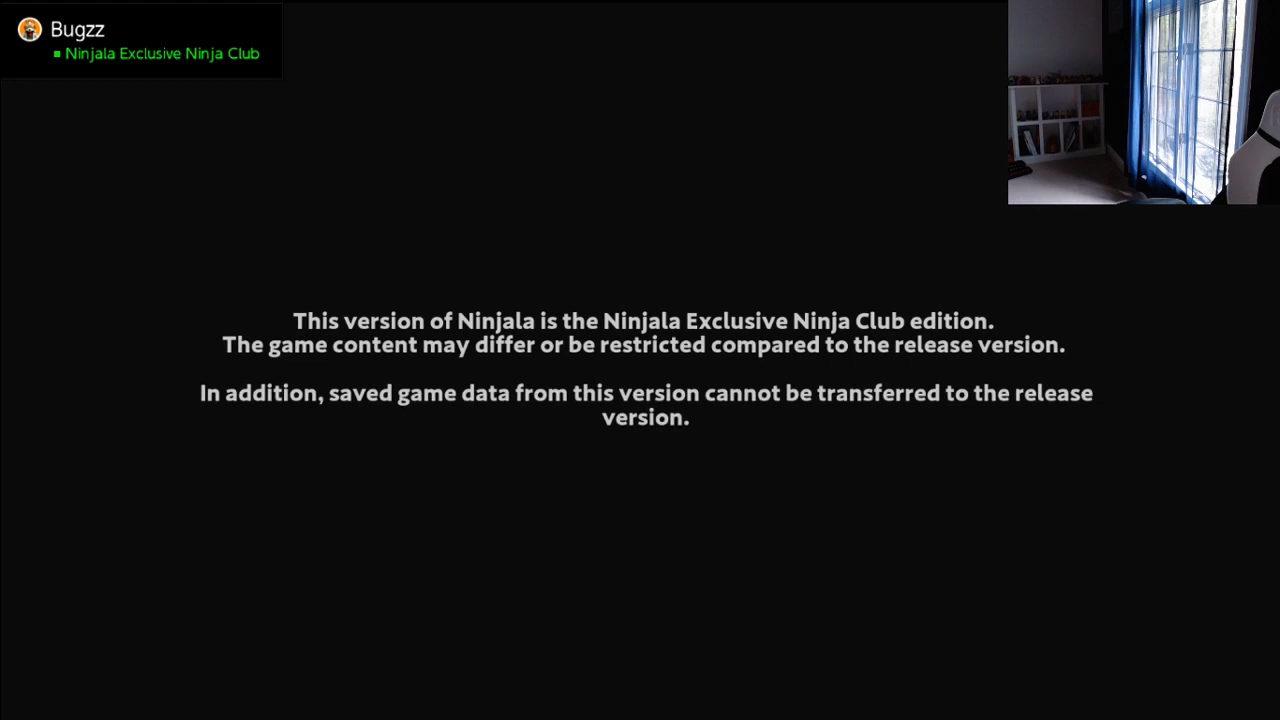 Bugzz
Ninjala Exclusive Ninja Club
This version of Ninjala is the Ninjala Exclusive Ninja Club edition.
The game content may differ or be restricted compared to the release version.
In addition, saved game data from this version cannot be transferred to the release
version.